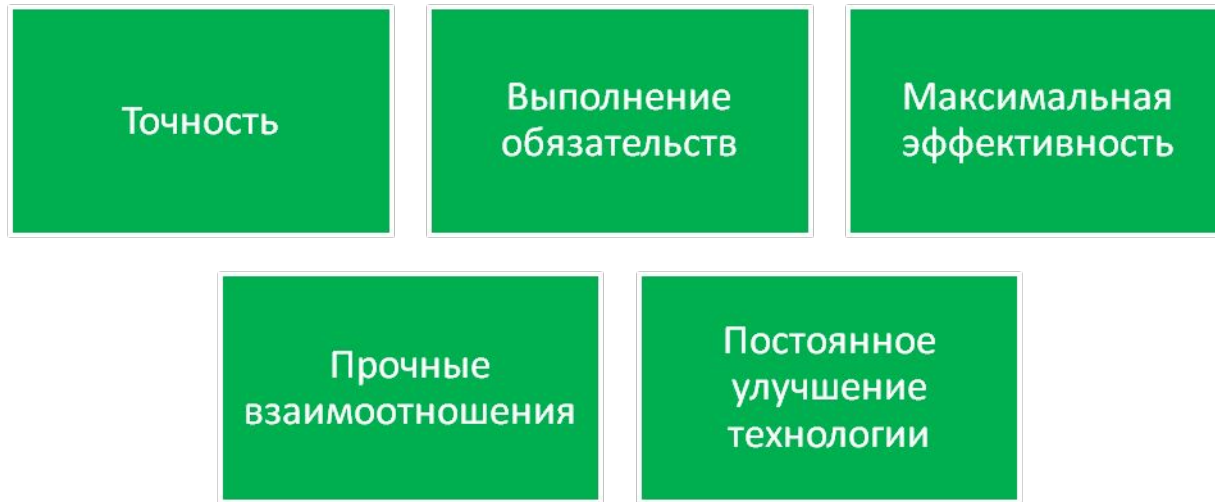 Точность
Выполнение
обязательств
Максимальная
эффективность
Прочные
взаимоотношения
Постоянное
улучшение
технологии